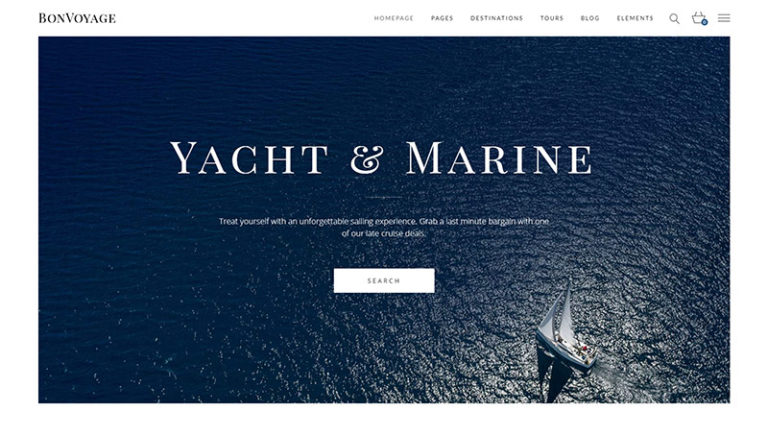 BonVoyage
HOMEPAGE PAGES DESTINATIONS TOURS BLOG ELEMENTS
0
Yacht & Marine
Treat yourself with an unforgettable sailing experience. Grab a last minute bargain with one
of our late cruise deals.
SEARCH